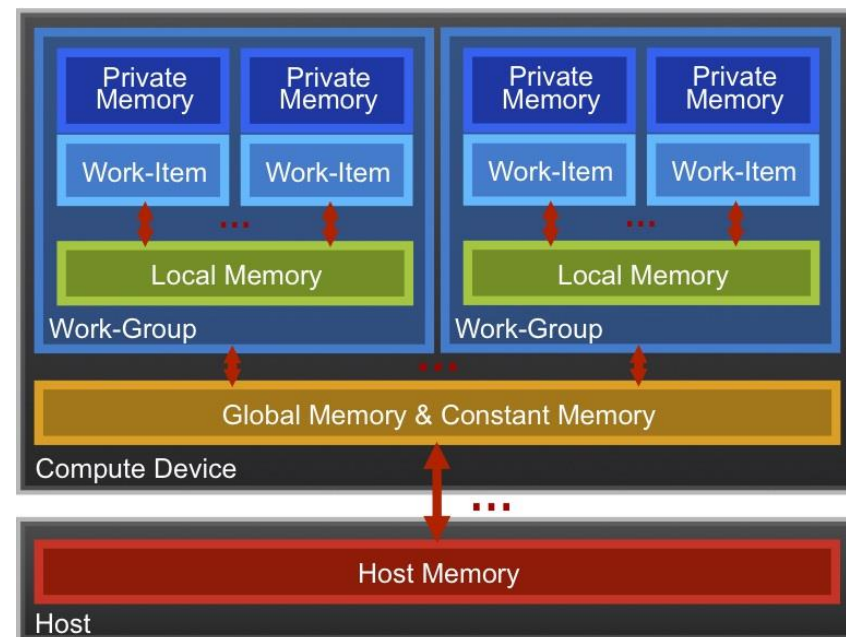 Private
Memory
Private
Memory
Private
Memory
Private
Memory
Work-Item
Work-Item
Work-Item
Work-Item
...
...
Local Memory
Local Memory
Work-Group
Work-Group
...
Global Memory & Constant Memory
Compute Device
...
Host Memory
Host